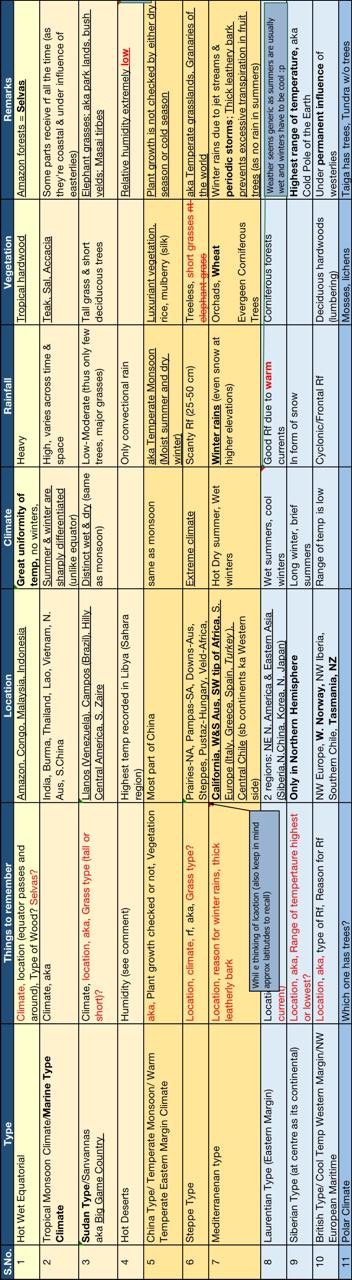 S.No.	Type	Things to remember	Location	Climate	Rainfall	Vegetation	Remarks
1	Hot Wet Equatorial	Climate, location (equator passes and around), Type of Wood? Selvas?	Amazon, Congo, Malaysia, Indonesia	Great uniformity of temp, no winters,	Heavy	Tropical hardwood	Amazon forests = Selvas
2	Tropical Monsoon Climate/Marine Type Climate	Climate, aka	India, Burma, Thailand, Lao, Vietnam, N. Aus, S.China	Summer & winter are sharply differentiated (unlike equator)	High, varies across time & space	Teak, Sal, Accacia	Some parts receive rf all the time (as they're coastal & under influence of easterlies)
3	Sudan Type/Sanvannas aka Big Game Country	Climate, location, aka, Grass type (tall or short)?	Llanos (Venezuela), Campos (Brazil), Hilly Central America, S. Zaire	Distinct wet & dry (same as monsoon)	Low-Moderate (thus only few trees, major grasses)	Tall grass & short deciducous trees	Elephant grasses; aka park lands, bush velds; Masai tirbes
4	Hot Deserts	Humidity (see comment)	Highest temp recorded in Libya (Sahara region)		Only convectional rain		Relative humidity extremely low
5	China Type/ Temperate Monsoon/ Warm Temperate Eastern Margin Climate	aka, Plant growth checked or not, Vegetation	Most part of China	same as monsoon	aka Temperate Monsoon (Moist summer and dry winter)	Luxuriant vegetation, rice, mulberry (silk)	Plant growth is not checked by either dry season or cold season
6	Steppe Type	Location, climate, rf, aka, Grass type?	Prairies-NA, Pampas-SA, Downs-Aus, Steppes, Pustaz-Hungary, Veld-Africa,	Extreme climate	Scanty Rf (25-50 cm)	Treeless, short grasses nt elephant grass	aka Temperate grasslands, Granaries of the world
7	Mediterranean type	Location, reason for winter rains, thick leatherly bark	California, W&S Aus, SW tip of Africa, S. Europe (Italy, Greece, Spain, Turkey ), Central Chile (sb continents ka Western side)	Hot Dry summer, Wet winters	Winter rains (even snow at higher elevations)	Orchads, Wheat Evergeen Corniferous Trees	Winter rains due to jet streams & periodic storms; Thick leathery bark prevents excessive transpiration in fruit trees (as no rain in summers)
Whil e thinking of lcaotion (also keep in mind approx latitutdes to recall)
8	Laurentian Type (Eastern Margin)	Locati current	2 regions: NE N. America & Eastern Asia (Siberia,N.China, Korea, N. Japan)	Wet summers, cool winters	Good Rf due to warm currents	Corniferous forests	Weather seems generic as summers are usually wet and winters have to be cool :p
9	Siberian Type (at centre as its continental)	Location, aka, Range of tempertaure highest or lowest?	Only in Northern Hemisphere	Long winter, brief summers	In form of snow		Highest range of temperature, aka Cold Pole of the Earth
10	British Type/ Cool Temp Western Margin/NW European Maritime	Location, aka, type of Rf, Reason for Rf	NW Europe, W. Norway, NW Iberia, Southern Chile, Tasmania, NZ	Range of temp is low	Cyclonic/Frontal Rf	Deciduous hardwoods (lumbering)	Under permanent influence of westerlies
11	Polar Climate	Which one has trees?				Mosses, lichens	Taiga has trees, Tundra w/o trees